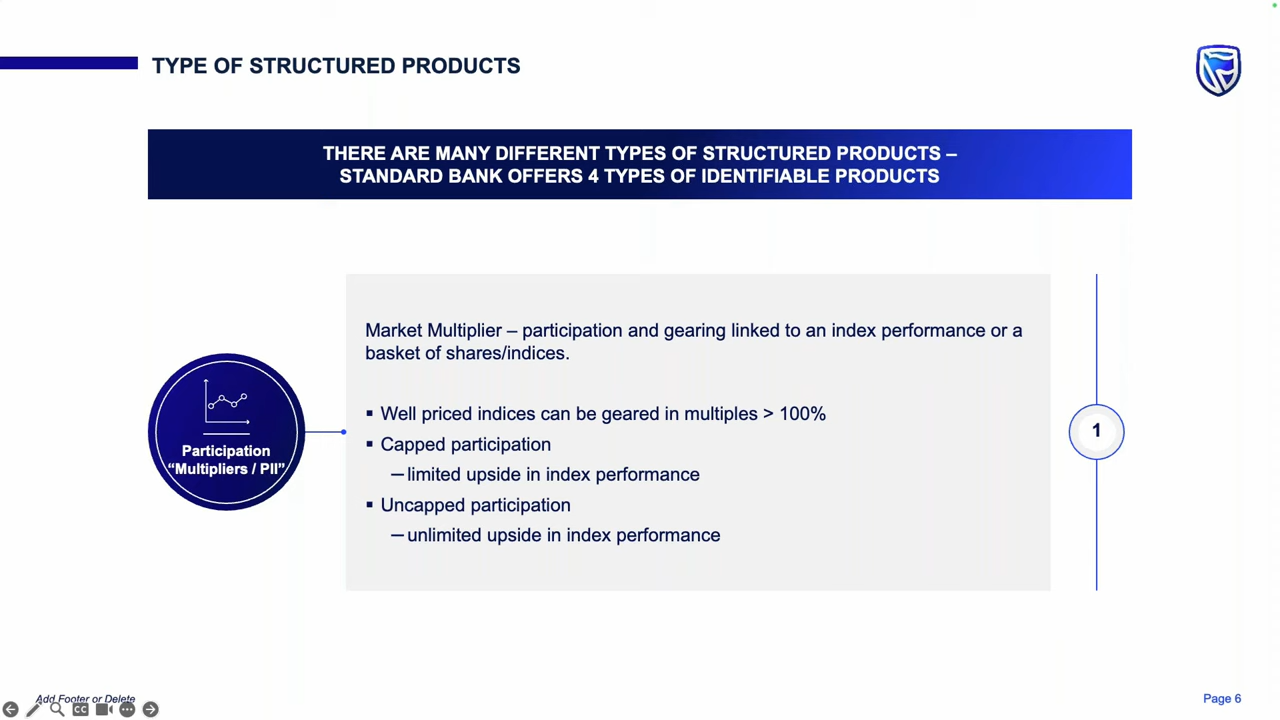 TYPE OF STRUCTURED PRODUCTS
THERE ARE MANY DIFFERENT TYPES OF STRUCTURED PRODUCTS –
STANDARD BANK OFFERS 4 TYPES OF IDENTIFIABLE PRODUCTS
Participation
“Multipliers / PII”
Market Multiplier – participation and gearing linked to an index performance or a
basket of shares/indices.
▪ Well priced indices can be geared in multiples > 100%
▪ Capped participation
– limited upside in index performance
▪ Uncapped participation
– unlimited upside in index performance
1
Add Footer or Delete
CC
Page 6